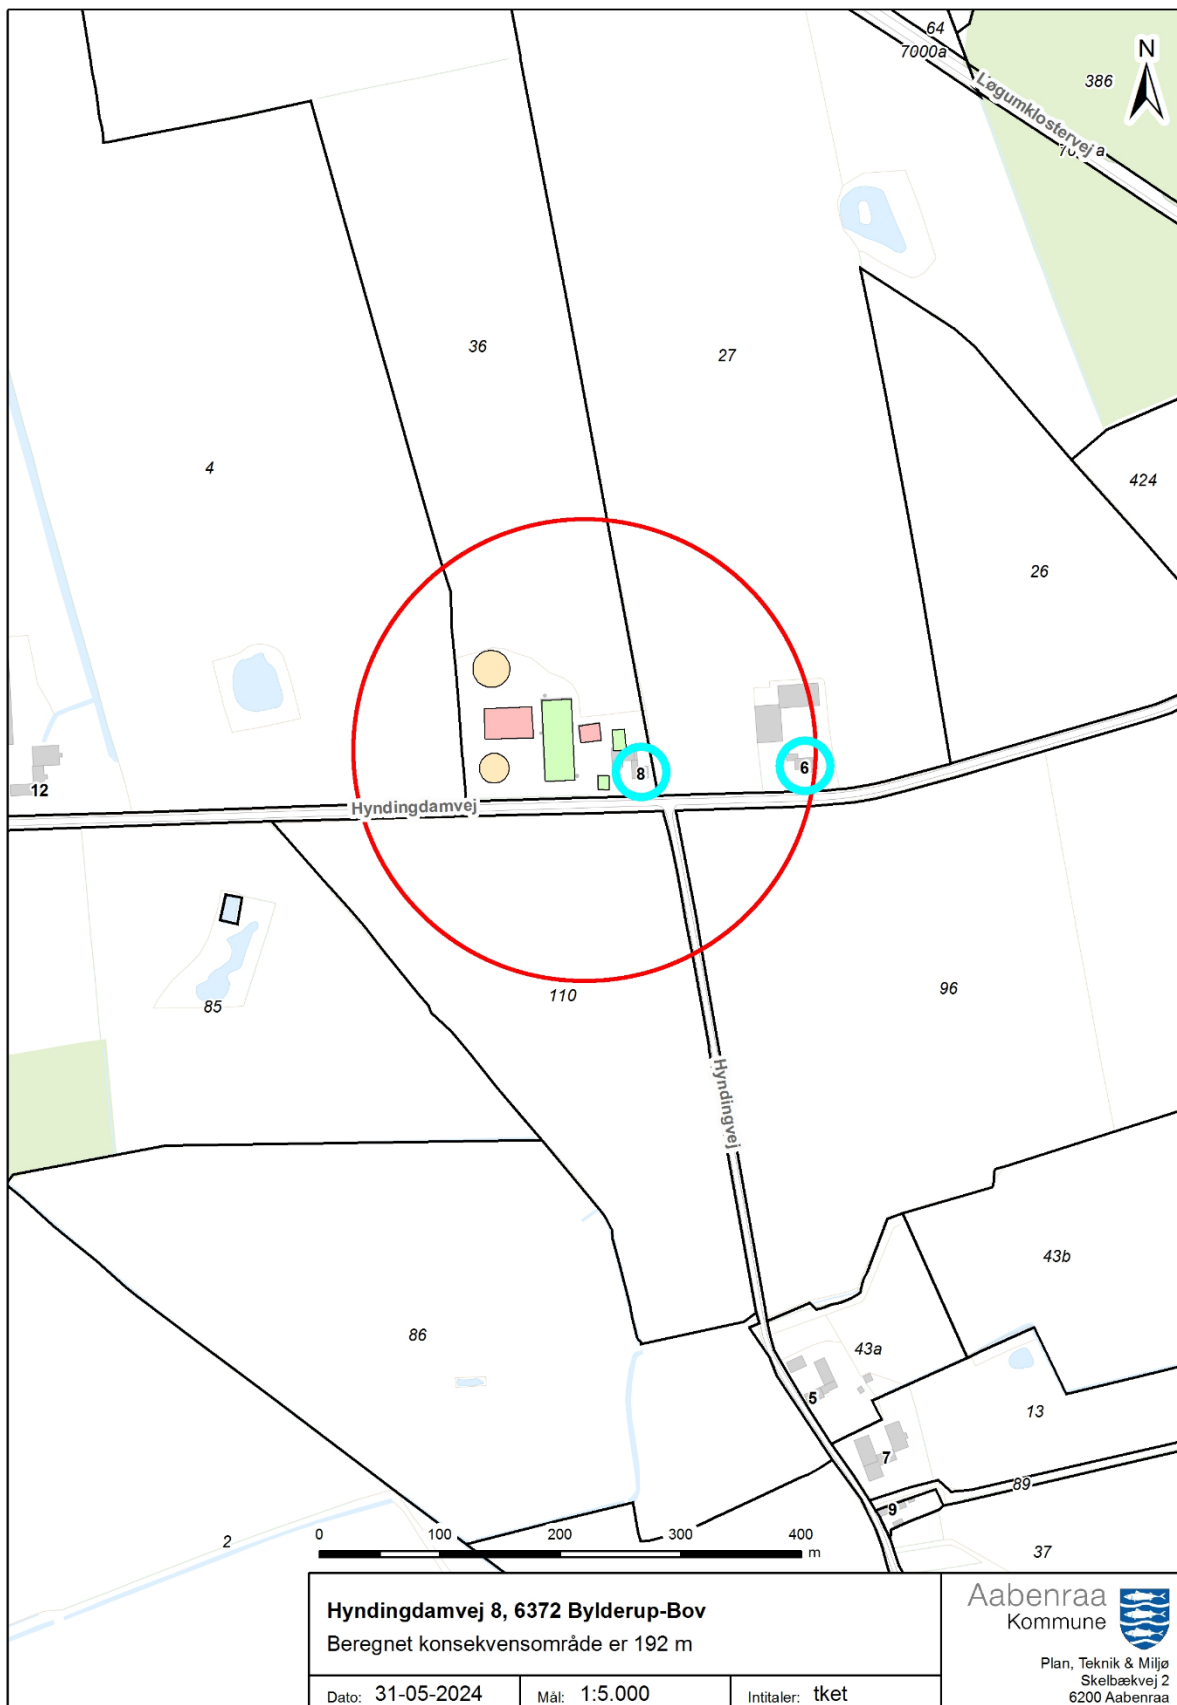 64
7000a
386
N
Løgumklostervej
a
36
27
4
424
26
8
6
12
Hyndingdamvej
110
85
96
Hyndingvej
43b
86
43a
5
13
7
89
9
2
37
0 100 200 300 400
m
Hyndingdamvej 8, 6372 Bylderup-Bov
Beregnet konsekvensområde er 192 m
Dato: 31-05-2024 Mål: 1:5.000 Intitaler: tket
Aabenraa
Kommune
Plan, Teknik & Miljø
Skelbækvej 2
6200 Aabenraa